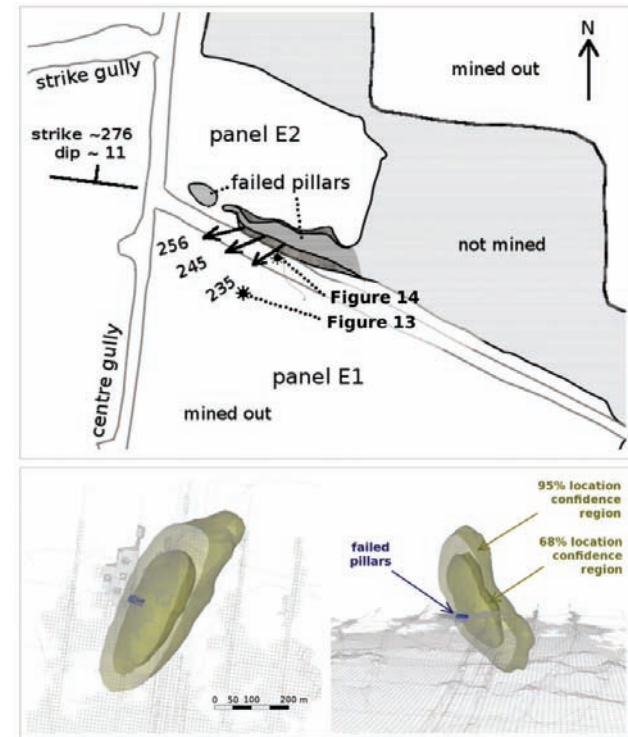 N
mined out
strike gully
strike ~276
dip ~ 11
panel E2
failed pillars
not mined
256
245
235
Figure 14
Figure 13
centre gully
panel E1
mined out
95% location
confidence
region
68% location
confidence
region
failed
pillars
0 50 100 200 m